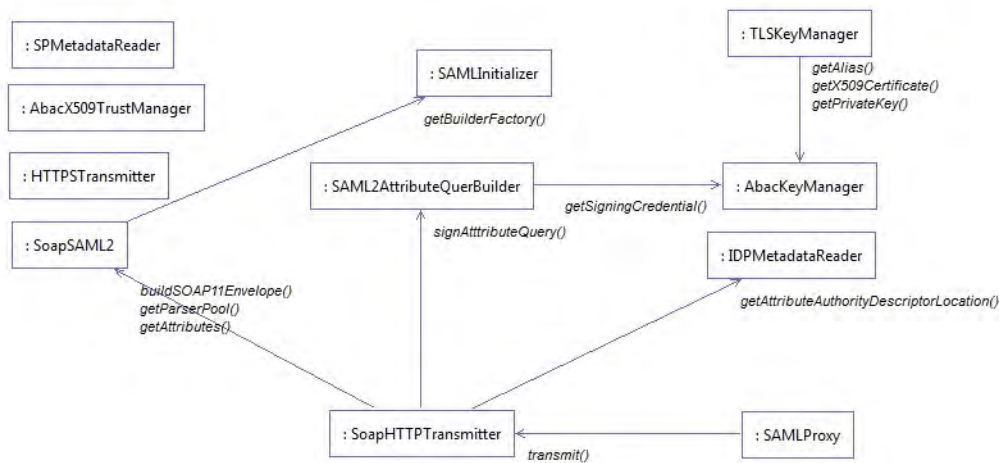 : SPMetadataReader
: TLSKeyManager
: SAMLInitializer
getAlias()
getX509Certificate()
getPrivateKey()
: AbacX509TrustManager
getBuilderFactory()
: HTTPSTransmitter
: SAML2AttributeQuerBuilder
: AbacKeyManager
getSigningCredential()
signAtttributeQuery()
: SoapSAML2
: IDPMetadataReader
buildSOAP11Envelope()
getParserPool()
getAttributes()
getAttributeAuthorityDescriptorLocation()
: SoapHTTPTransmitter
: SAMLProxy
transmit()